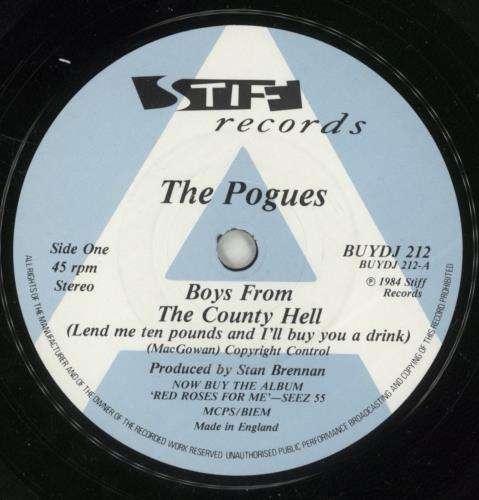 STIFF
records
The Pogues
Side One
45 rpm
Stereo
BUYDJ 212
BUYDJ 212-A
℗ 1984 Stiff
Records
Boys From
The County Hell
(Lend me ten pounds and I'll buy you a drink)
(MacGowan) Copyright Control
Produced by Stan Brennan
NOW BUY THE ALBUM
'RED ROSES FOR ME'—SEEZ 55
MCPS/BIEM
Made in England
ALL RIGHTS OF THE MANUFACTURER AND OF THE OWNER OF THE RECORDED WORK RESERVED UNAUTHORISED PUBLIC PERFORMANCE BROADCASTING AND COPYING OF THIS RECORD PROHIBITED